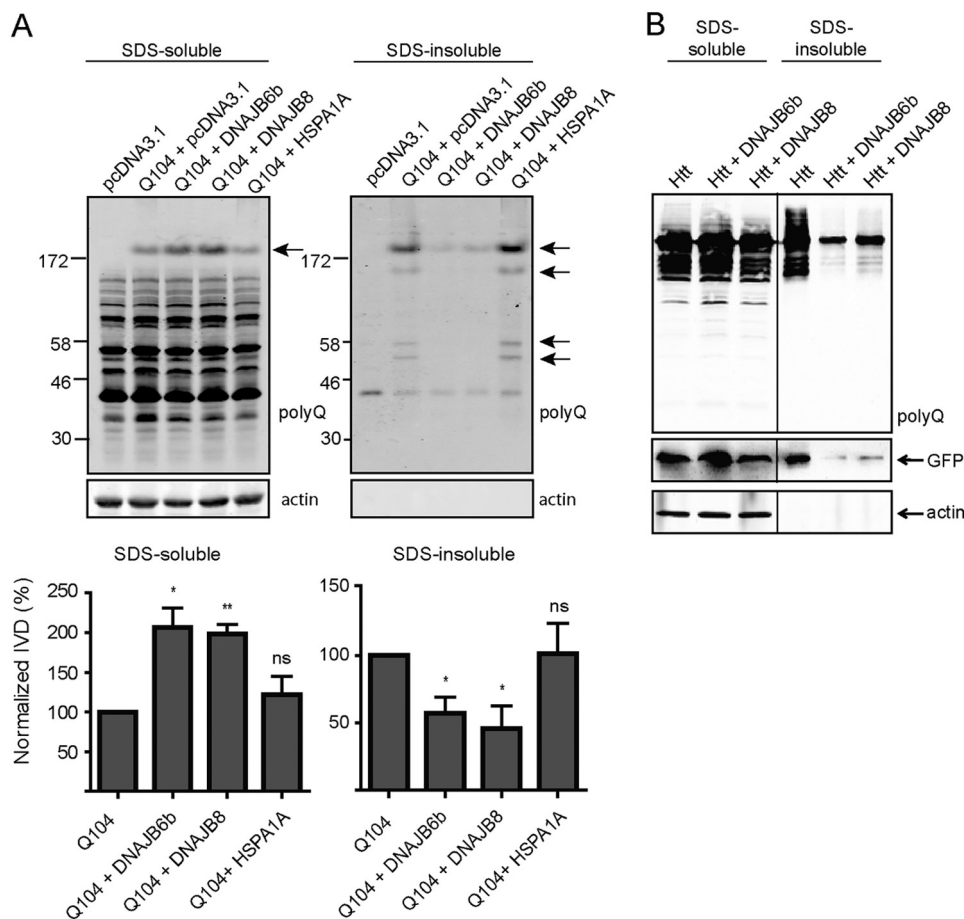 A
SDS-soluble
pcDNA3.1
Q104 + pcDNA3.1
Q104 + DNAJB6b
Q104 + DNAJB8
Q104 + HSPA1A
172
58
46
30
polyQ
actin
SDS-insoluble
pcDNA3.1
Q104 + pcDNA3.1
Q104 + DNAJB6b
Q104 + DNAJB8
Q104 + HSPA1A
172
58
46
30
polyQ
actin
SDS-soluble
Normalized IVD (%)
250
200
150
100
50
*
**
ns
Q104
Q104 + DNAJB6b
Q104 + DNAJB8
Q104+ HSPA1A
SDS-insoluble
150
100
50
0
*
*
ns
Q104
Q104 + DNAJB6b
Q104 + DNAJB8
Q104+ HSPA1A
B
SDS-
soluble
SDS-
insoluble
Htt
Htt + DNAJB6b
Htt + DNAJB8
Htt
Htt + DNAJB6b
Htt + DNAJB8
polyQ
GFP
actin